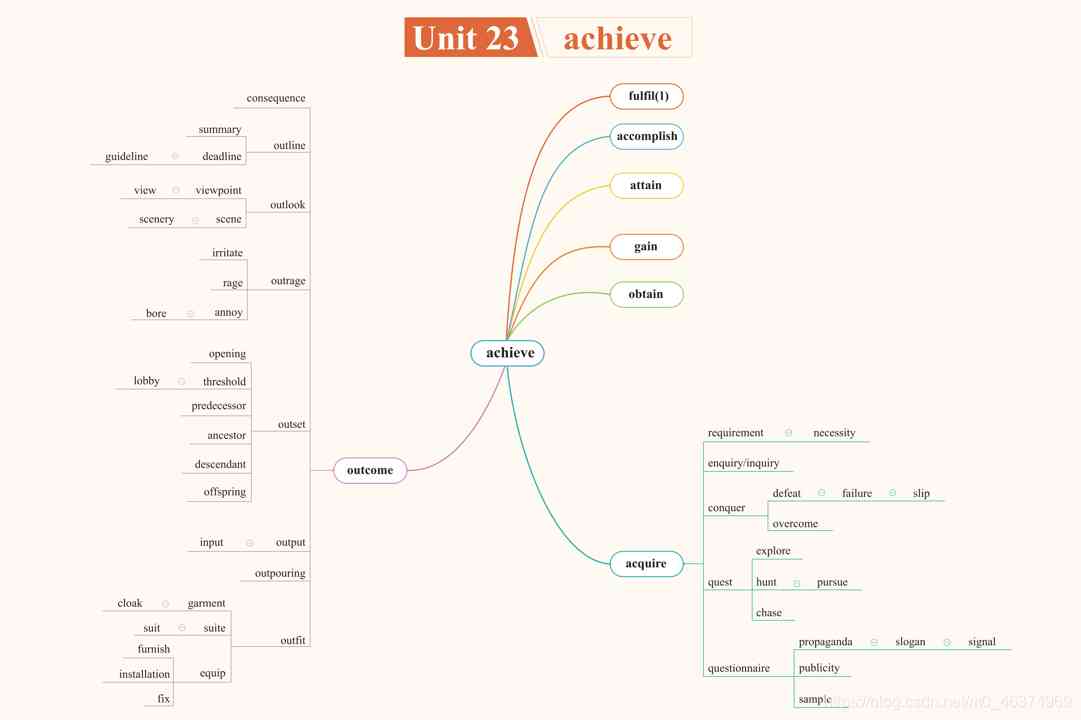 Unit 23 achieve
fulfil(1)
accomplish
attain
gain
obtain
achieve
outcome
consequence
outline
summary
deadline
guideline
outlook
viewpoint
view
scene
scenery
outrage
irritate
rage
annoy
bore
outset
opening
threshold
lobby
predecessor
ancestor
descendant
offspring
output
input
outpouring
outfit
garment
cloak
suite
suit
equip
furnish
installation
fix
acquire
requirement
necessity
enquiry/inquiry
conquer
defeat
failure
slip
overcome
quest
explore
hunt
pursue
chase
questionnaire
propaganda
slogan
signal
publicity
sample
https://blog.csdn.net/m0_46374969